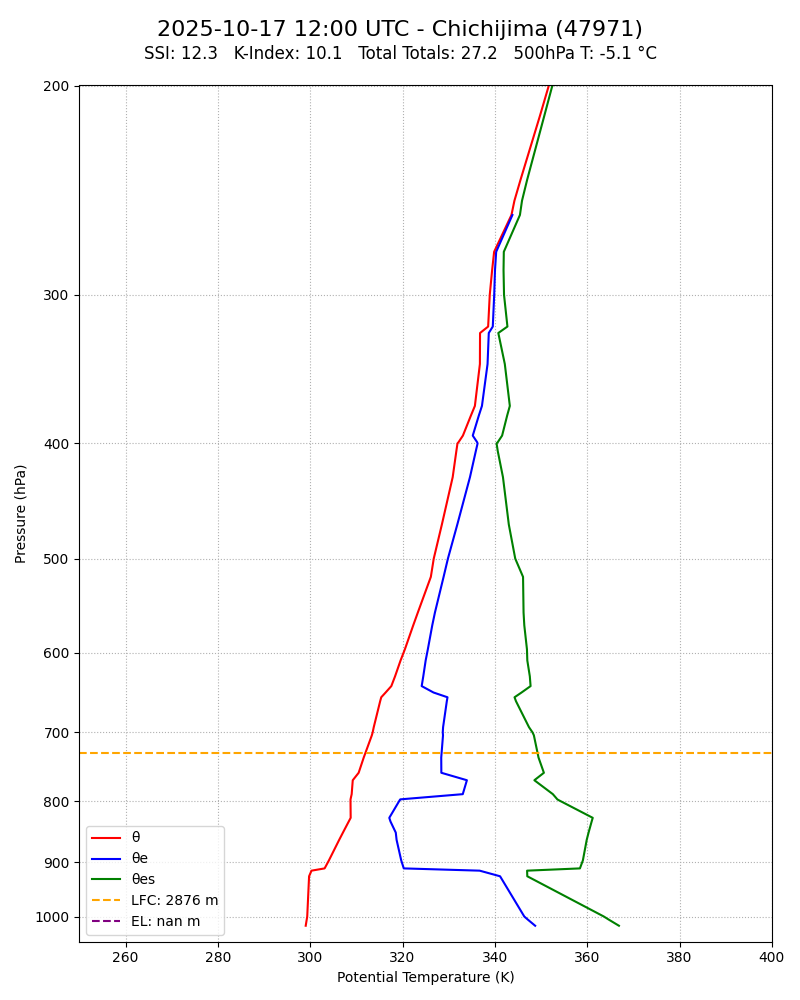 2025-10-17 12:00 UTC - Chichijima (47971)
SSI: 12.3 K-Index: 10.1 Total Totals: 27.2 500hPa T: -5.1 °C
200
300
400
500
600
700
800
900
1000
Pressure (hPa)
θ
θe
θes
LFC: 2876 m
EL: nan m
260 280 300 320 340 360 380 400
Potential Temperature (K)